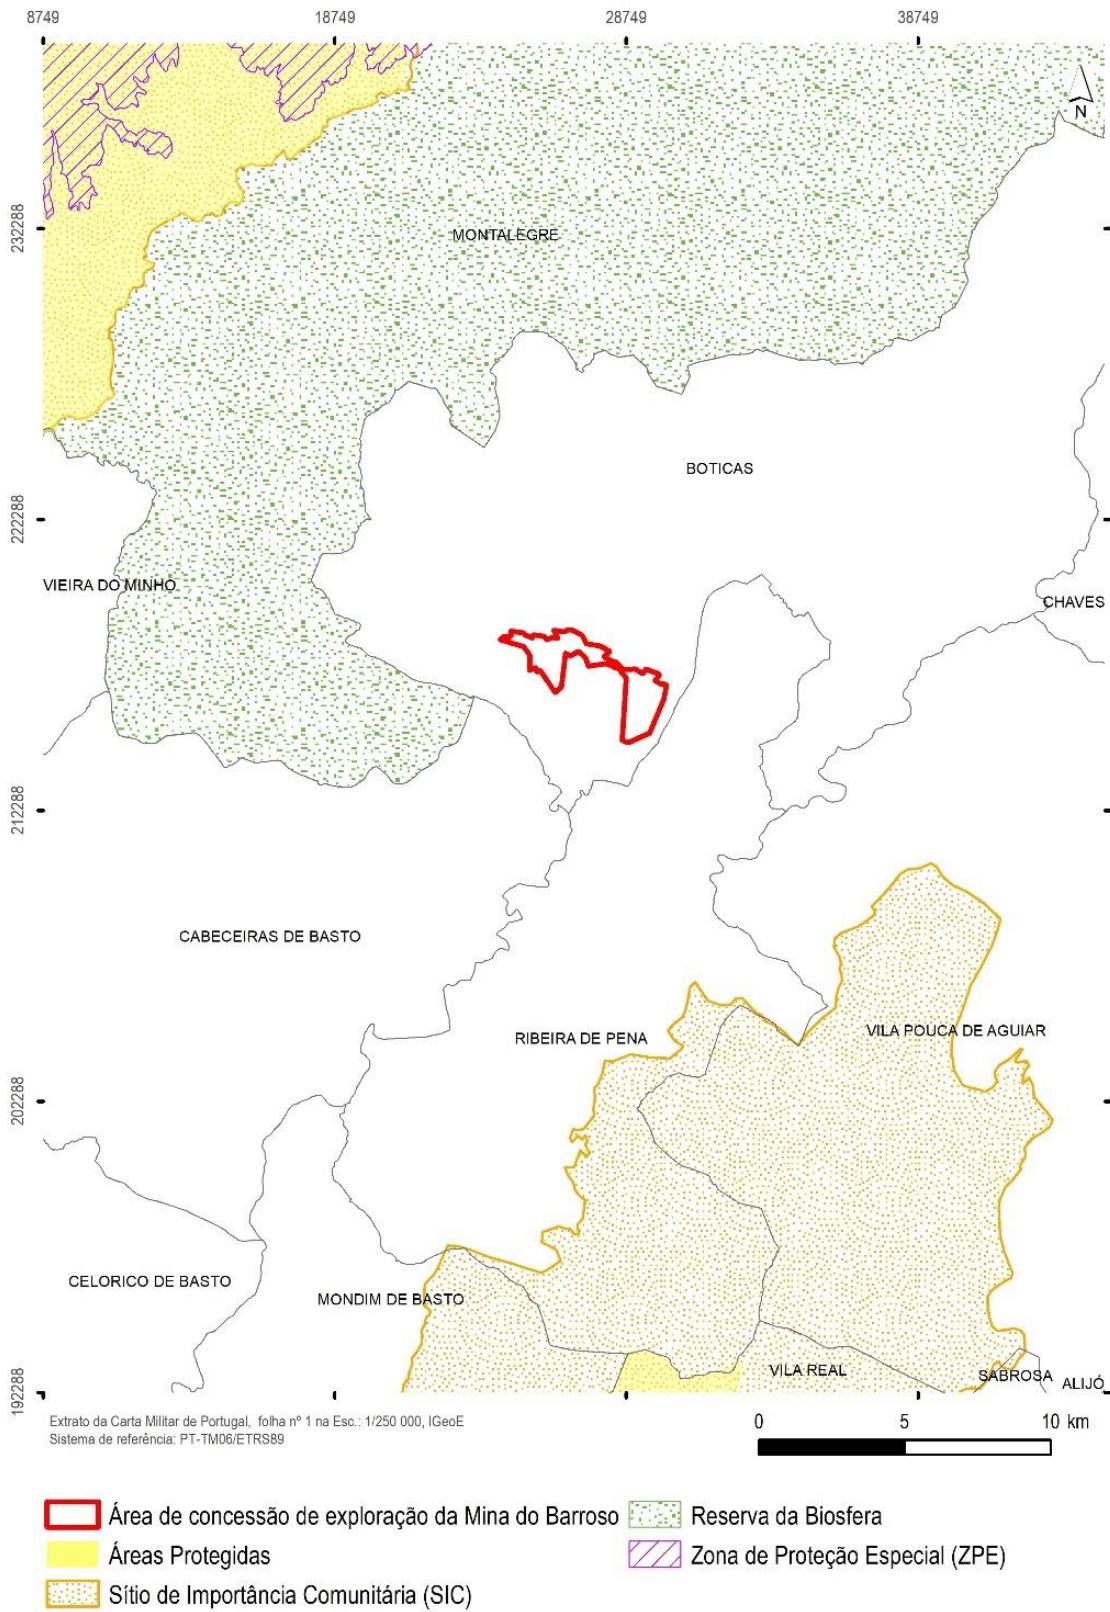 8749 18749 28749 38749
N
232288
MONTALEGRE
BOTICAS
222288
VIEIRA DO MINHO
CHAVES
212288
CABECEIRAS DE BASTO
RIBEIRA DE PENA
VILA POUCA DE AGUIAR
202288
CELORICO DE BASTO
MONDIM DE BASTO
VILA REAL
SABROSA
ALIJÓ
192288
Extrato da Carta Militar de Portugal, folha nº 1 na Esc.: 1/250 000, IGeoE
Sistema de referência: PT-TM06/ETRS89
0 5 10 km
Área de concessão de exploração da Mina do Barroso
Reserva da Biosfera
Áreas Protegidas
Zona de Proteção Especial (ZPE)
Sítio de Importância Comunitária (SIC)